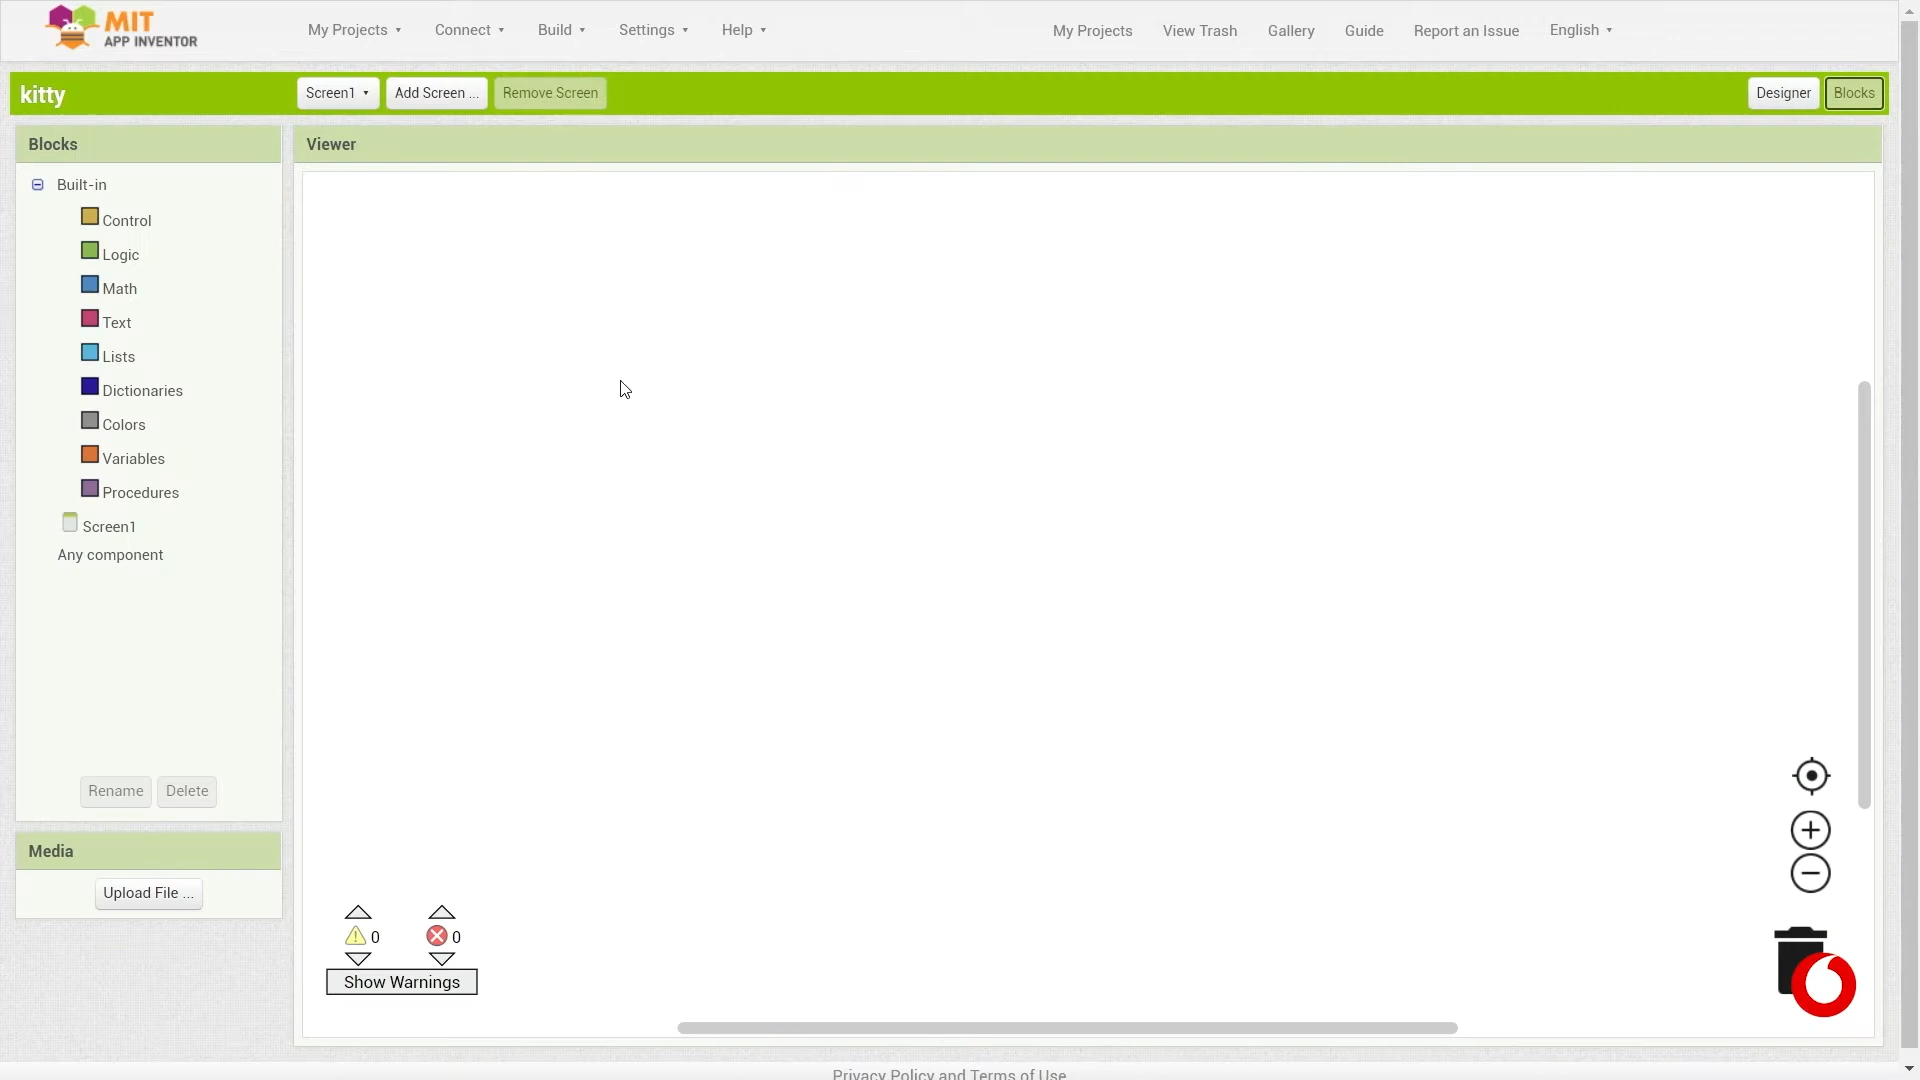 MIT
APP INVENTOR
My Projects
Connect
Build
Settings
Help
My Projects
View Trash
Gallery
Guide
Report an Issue
English
kitty
Screen1
Add Screen ...
Remove Screen
Designer
Blocks
Blocks
Viewer
Built-in
Control
Logic
Math
Text
Lists
Dictionaries
Colors
Variables
Procedures
Screen1
Any component
Rename
Delete
Media
Upload File ...
0
0
Show Warnings
Privacy Policy and Terms of Use